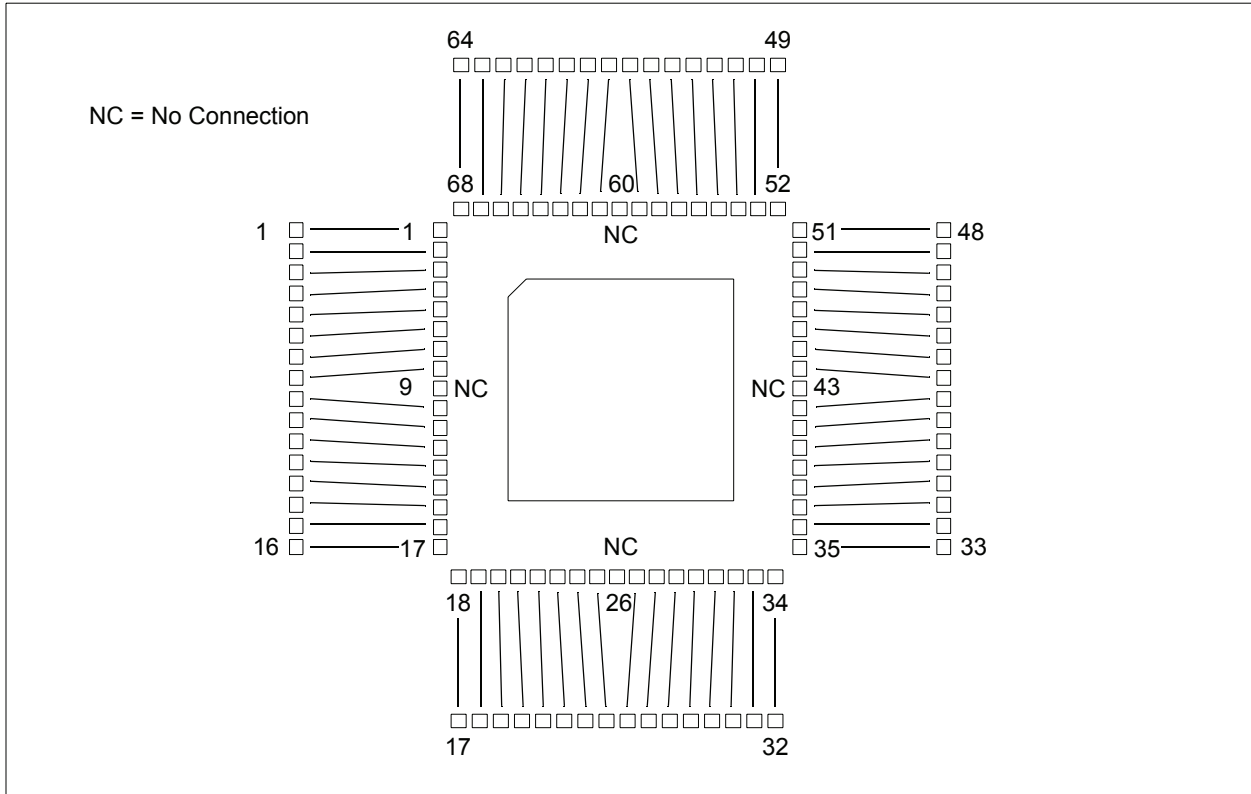 64 49
NC = No Connection
68 60 52
1 1 NC 51 48
9 NC NC 43
16 17 NC 35 33
18 26 34
17 32